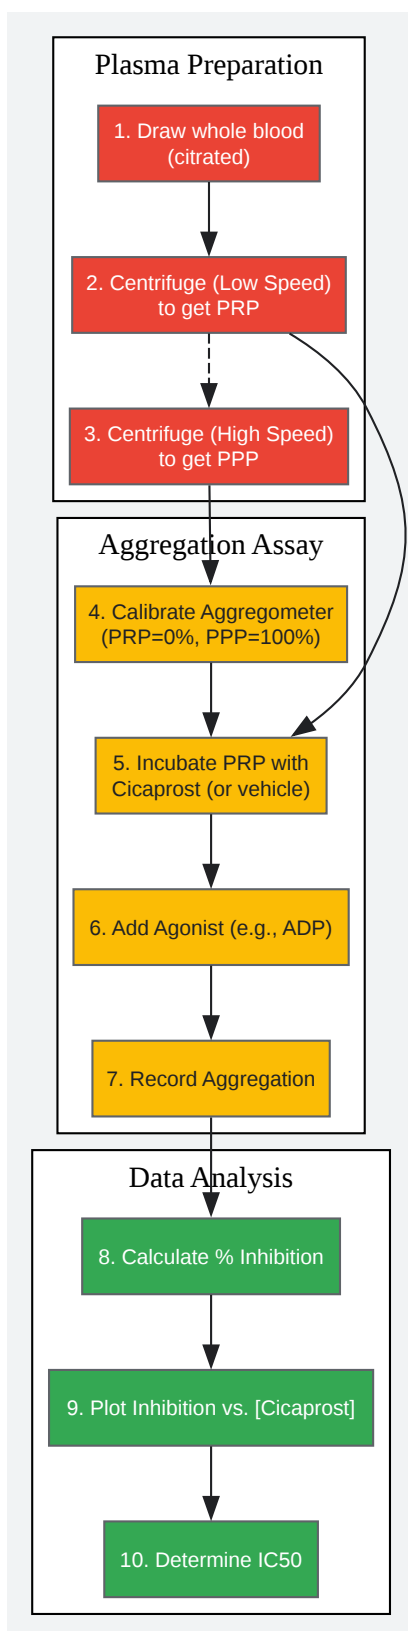 Plasma Preparation
1. Draw whole blood
(citrated)
2. Centrifuge (Low Speed)
to get PRP
3. Centrifuge (High Speed)
to get PPP
Aggregation Assay
4. Calibrate Aggregometer
(PRP=0%, PPP=100%)
5. Incubate PRP with
Cicaprost (or vehicle)
6. Add Agonist (e.g., ADP)
7. Record Aggregation
Data Analysis
8. Calculate % Inhibition
9. Plot Inhibition vs. [Cicaprost]
10. Determine IC50